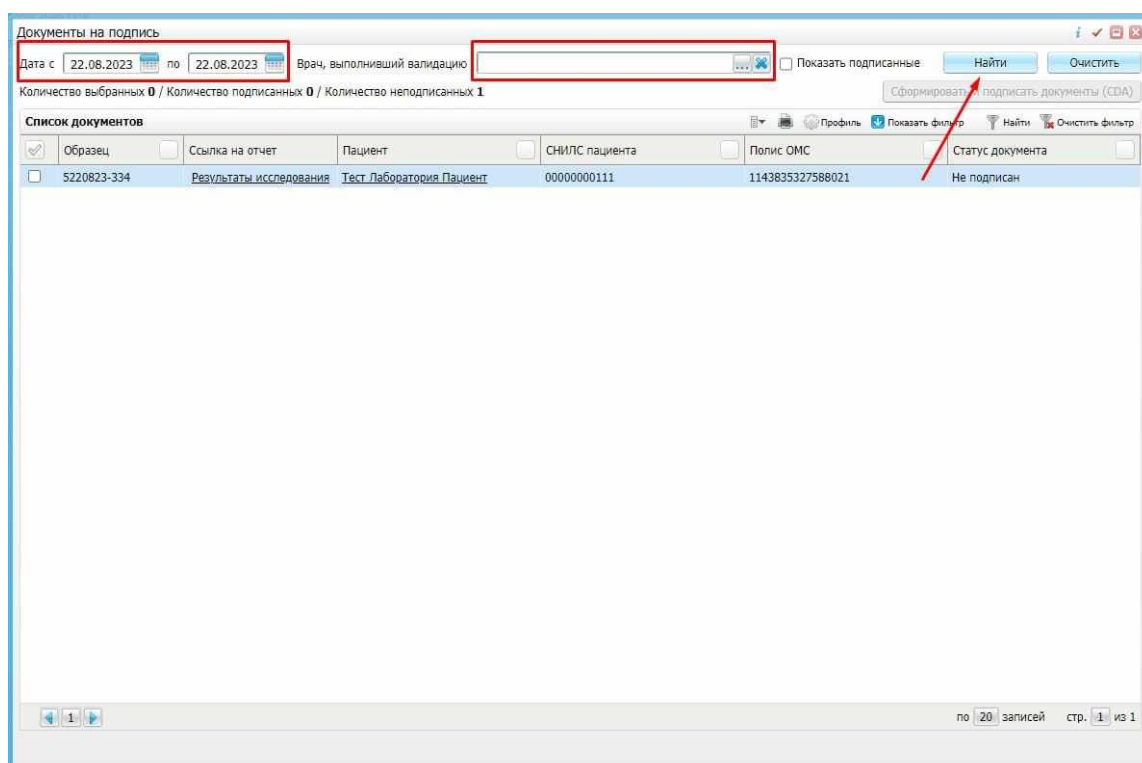 Документы на подпись
Дата с 22.08.2023 по 22.08.2023 Врач, выполнивший валидацию ... Показать подписанные Найти Очистить
Количество выбранных 0 / Количество подписанных 0 / Количество неподписанных 1 Сформировать и подписать документы (CDA)
Список документов Профиль Показать фильтр Найти Очистить фильтр
Образец Ссылка на отчет Пациент СНИЛС пациента Полис ОМС Статус документа
5220823-334 Результаты исследования Тест Лаборатория Пациент 00000000111 1143835327588021 Не подписан
1 по 20 записей стр. 1 из 1